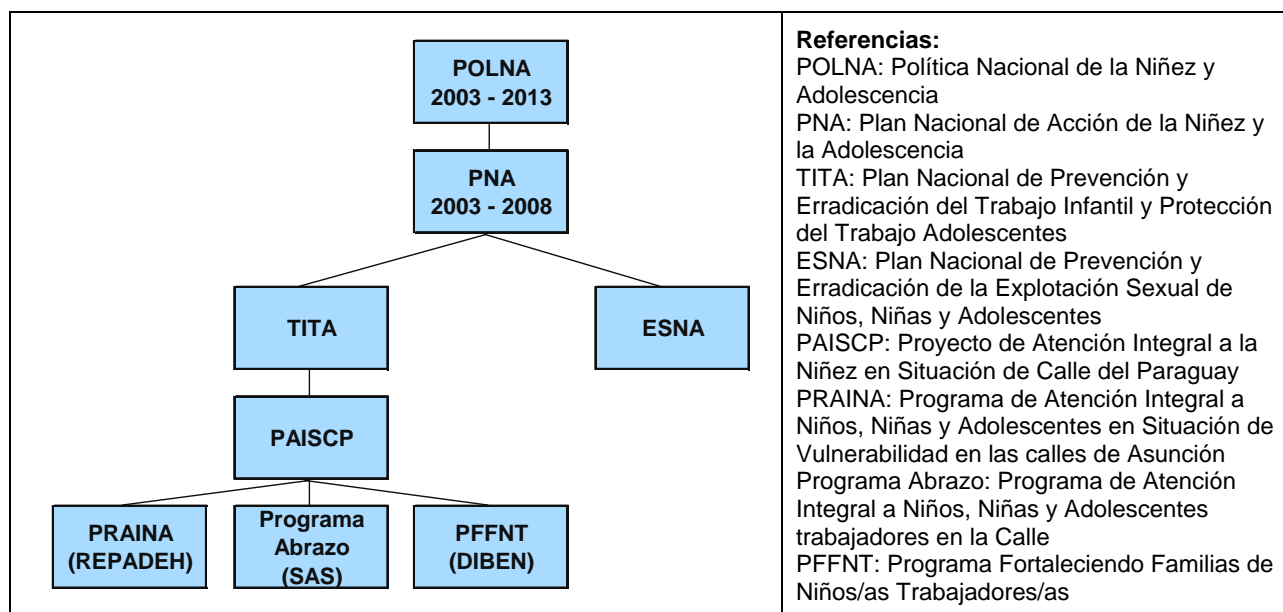 POLNA
2003 - 2013
PNA
2003 - 2008
TITA
ESNA
PAISCP
PRAINA
(REPADEH)
Programa
Abrazo
(SAS)
PFFNT
(DIBEN)
Referencias:
POLNA: Política Nacional de la Niñez y
Adolescencia
PNA: Plan Nacional de Acción de la Niñez y
la Adolescencia
TITA: Plan Nacional de Prevención y
Erradicación del Trabajo Infantil y Protección
del Trabajo Adolescentes
ESNA: Plan Nacional de Prevención y
Erradicación de la Explotación Sexual de
Niños, Niñas y Adolescentes
PAISCP: Proyecto de Atención Integral a la
Niñez en Situación de Calle del Paraguay
PRAINA: Programa de Atención Integral a
Niños, Niñas y Adolescentes en Situación de
Vulnerabilidad en las calles de Asunción
Programa Abrazo: Programa de Atención
Integral a Niños, Niñas y Adolescentes
trabajadores en la Calle
PFFNT: Programa Fortaleciendo Familias de
Niños/as Trabajadores/as